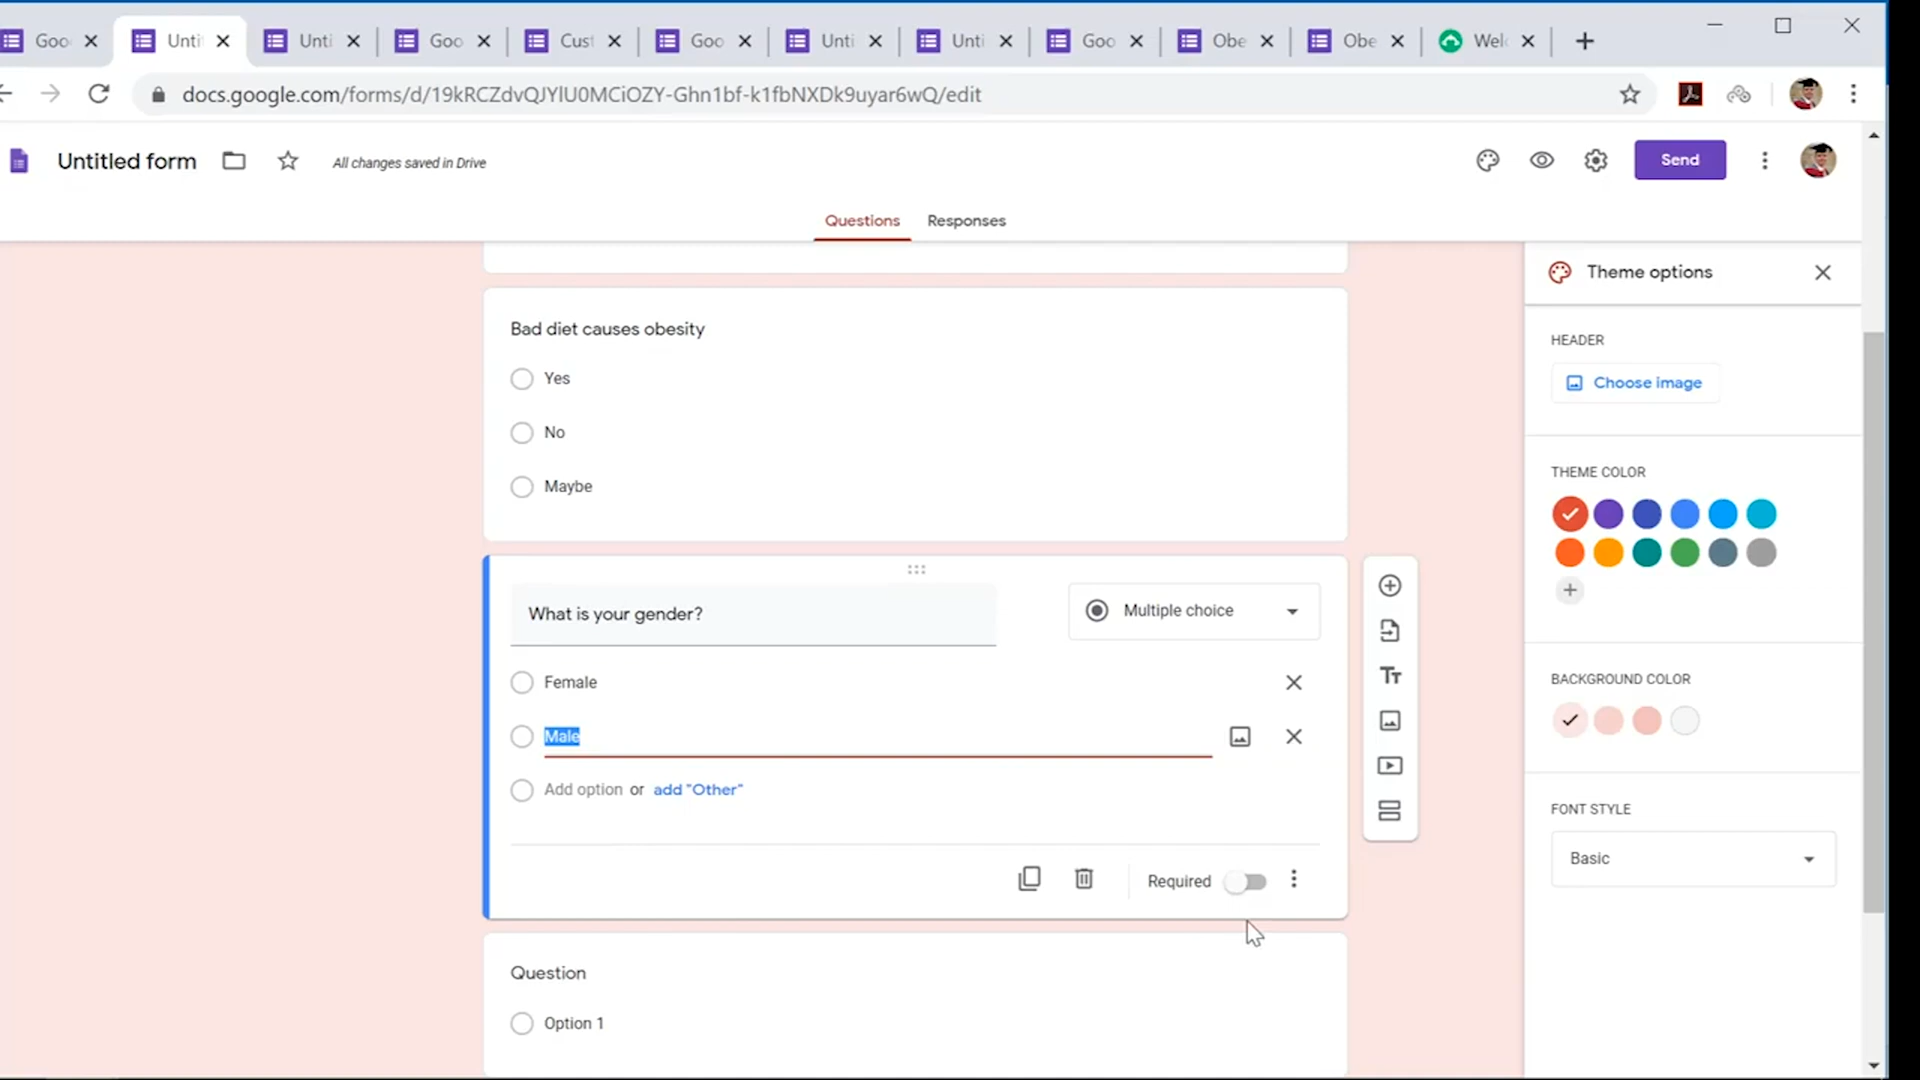 Goo
Unti
Unti
Goo
Cust
Goo
Unti
Unti
Goo
Obe
Obe
Welc
docs.google.com/forms/d/19kRCZdvQJYlU0MCiOZY-Ghn1bf-k1fbNXDk9uyar6wQ/edit
Untitled form
All changes saved in Drive
Send
Questions
Responses
Theme options
Bad diet causes obesity
Yes
No
Maybe
HEADER
Choose image
THEME COLOR
What is your gender?
Multiple choice
Female
Male
Add option or add "Other"
Required
BACKGROUND COLOR
FONT STYLE
Basic
Question
Option 1